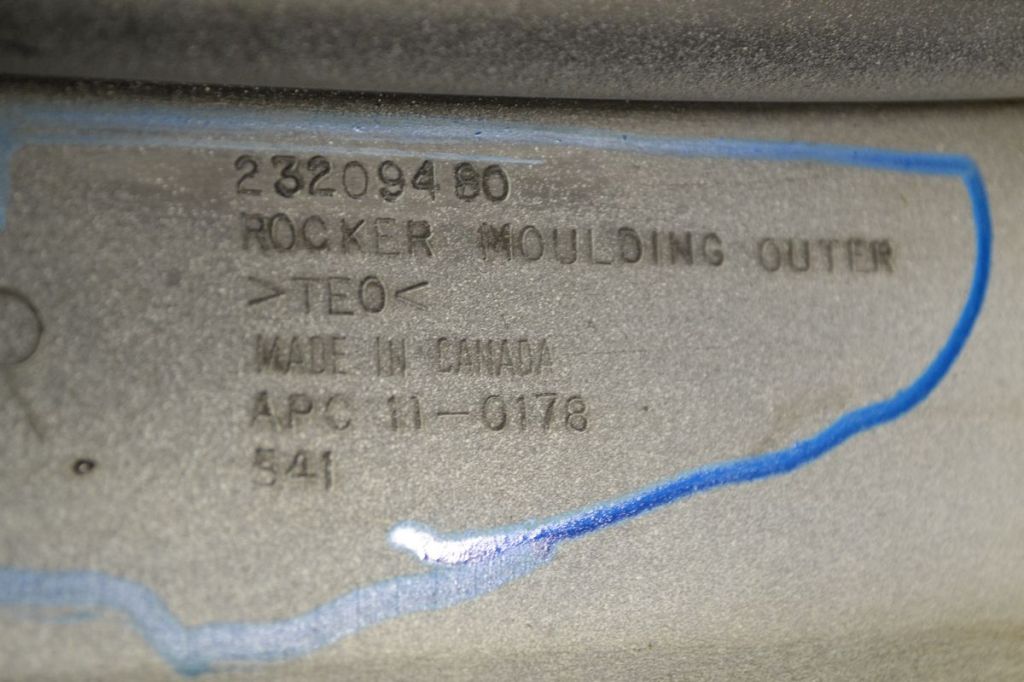 23209480
ROCKER MOULDING OUTER
>TEO<
MADE IN CANADA
APC 11-0178
541